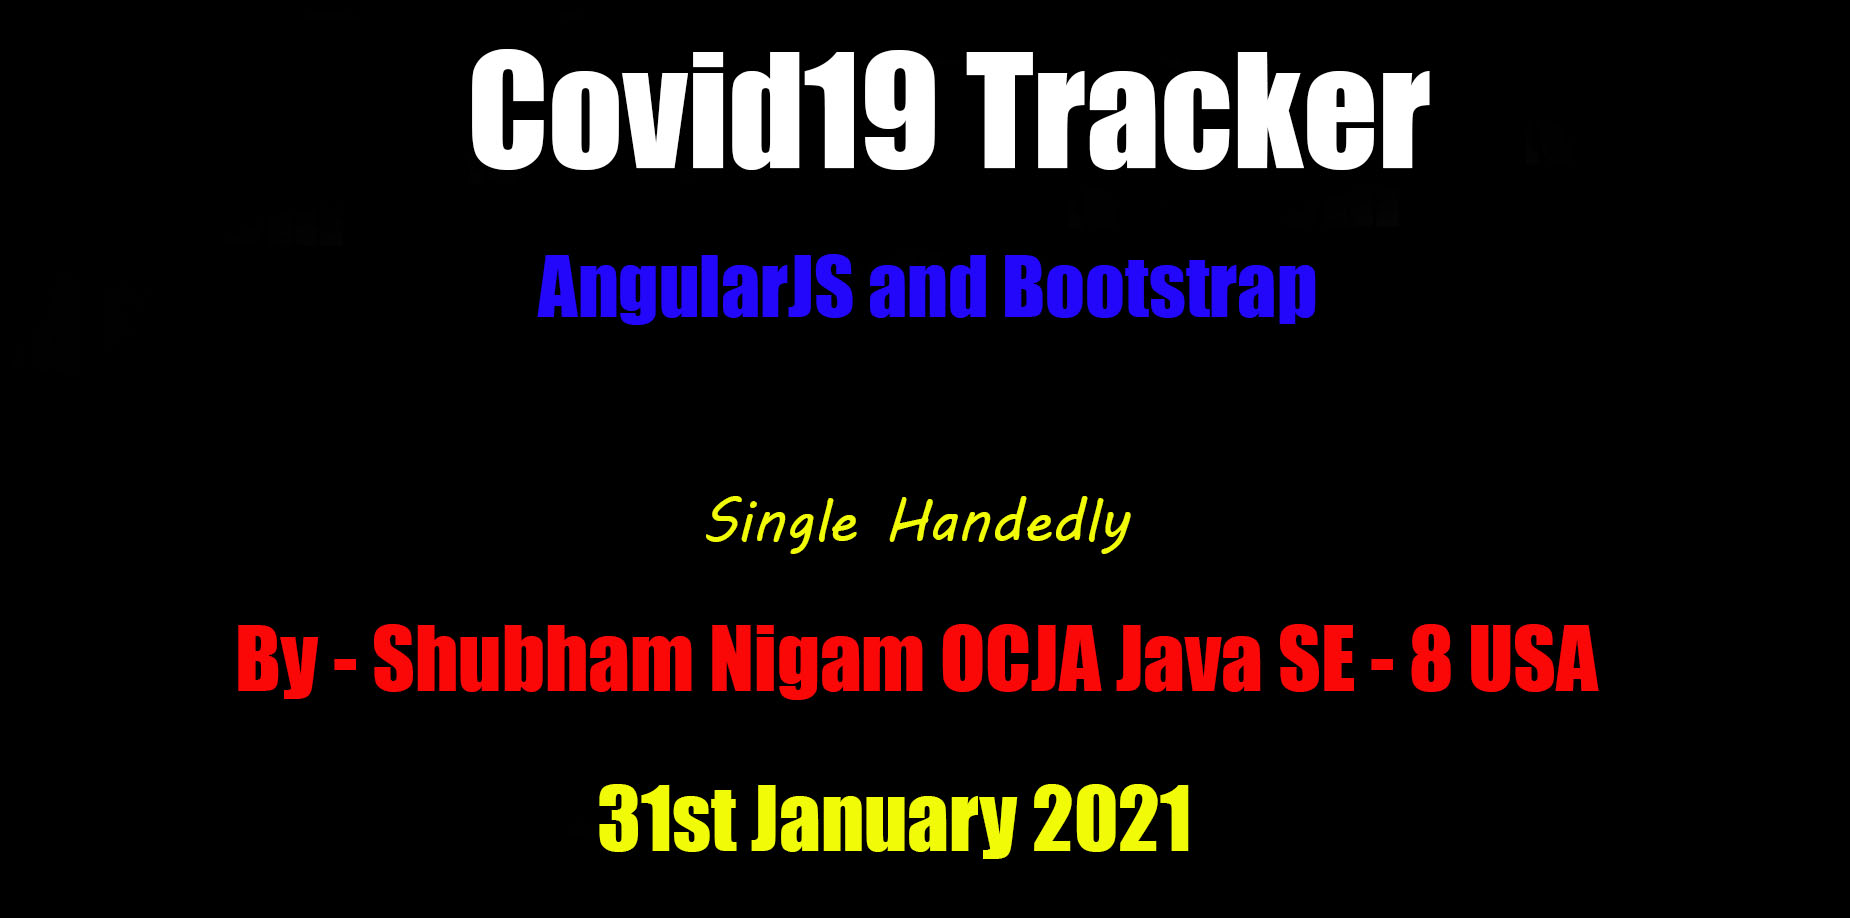 Covid19 Tracker
AngularJS and Bootstrap
Single Handedly
By - Shubham Nigam OCJA Java SE - 8 USA
31st January 2021